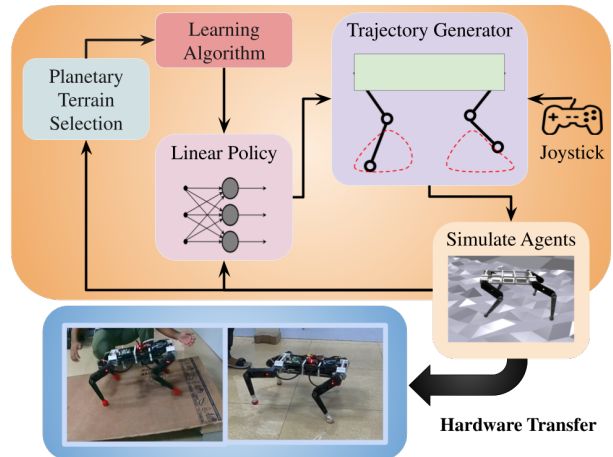 Learning
Algorithm
Trajectory Generator
Planetary
Terrain
Selection
Linear Policy
Joystick
Simulate Agents
Hardware Transfer